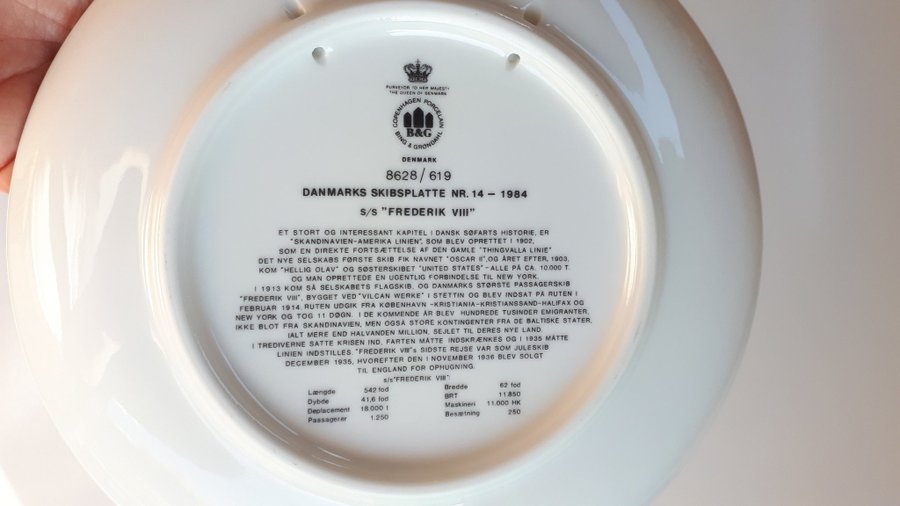 PURVEYOR TO HER MAJESTY
THE QUEEN OF DENMARK
COPENHAGEN PORCELAIN
B&G
BING & GRØNDAHL
DENMARK
8628/619
DANMARKS SKIBSPLATTE NR. 14 – 1984
S/S "FREDERIK VIII"
ET STORT OG INTERESSANT KAPITEL I DANSK SØFARTS HISTORIE, ER
"SKANDINAVIEN-AMERIKA LINIEN", SOM BLEV OPRETTET I 1902,
SOM EN DIREKTE FORTSÆTTELSE AF DEN GAMLE "THINGVALLA LINIE"
DET NYE SELSKABS FØRSTE SKIB FIK NAVNET "OSCAR II", OG ÅRET EFTER, 1903,
KOM "HELLIG OLAV" OG SØSTERSKIBET "UNITED STATES" - ALLE PÅ CA. 10.000 T.
OG MAN OPRETTEDE EN UGENTLIG FORBINDELSE TIL NEW YORK.
I 1913 KOM SÅ SELSKABETS FLAGSKIB, OG DANMARKS STØRSTE PASSAGERSKIB
"FREDERIK VIII", BYGGET VED "VILCAN WERKE" I STETTIN OG BLEV INDSAT PÅ RUTEN I
FEBRUAR 1914. RUTEN UDGIK FRA KØBENHAVN -KRISTIANIA-KRISTIANSSAND-HALIFAX OG
NEW YORK OG TOG 11 DØGN. I DE KOMMENDE ÅR BLEV HUNDREDE TUSINDER EMIGRANTER,
IKKE BLOT FRA SKANDINAVIEN, MEN OGSÅ STORE KONTINGENTER FRA DE BALTISKE STATER,
IALT MERE END HALVANDEN MILLION, SEJLET TIL DERES NYE LAND.
I TREDIVERNE SATTE KRISEN IND, FARTEN MÅTTE INDSKRÆNKES OG I 1935 MÅTTE
LINIEN INDSTILLES. "FREDERIK VIII"s SIDSTE REJSE VAR SOM JULESKIB
DECEMBER 1935, HVOREFTER DEN I NOVEMBER 1936 BLEV SOLGT
TIL ENGLAND FOR OPHUGNING.
S/S "FREDERIK VIII":
Længde 542 fod Bredde 62 fod
Dybde 41,6 fod BRT 11.850
Deplacement 18.000 t Maskineri 11.000 HK
Passagerer 1.250 Besætning 250